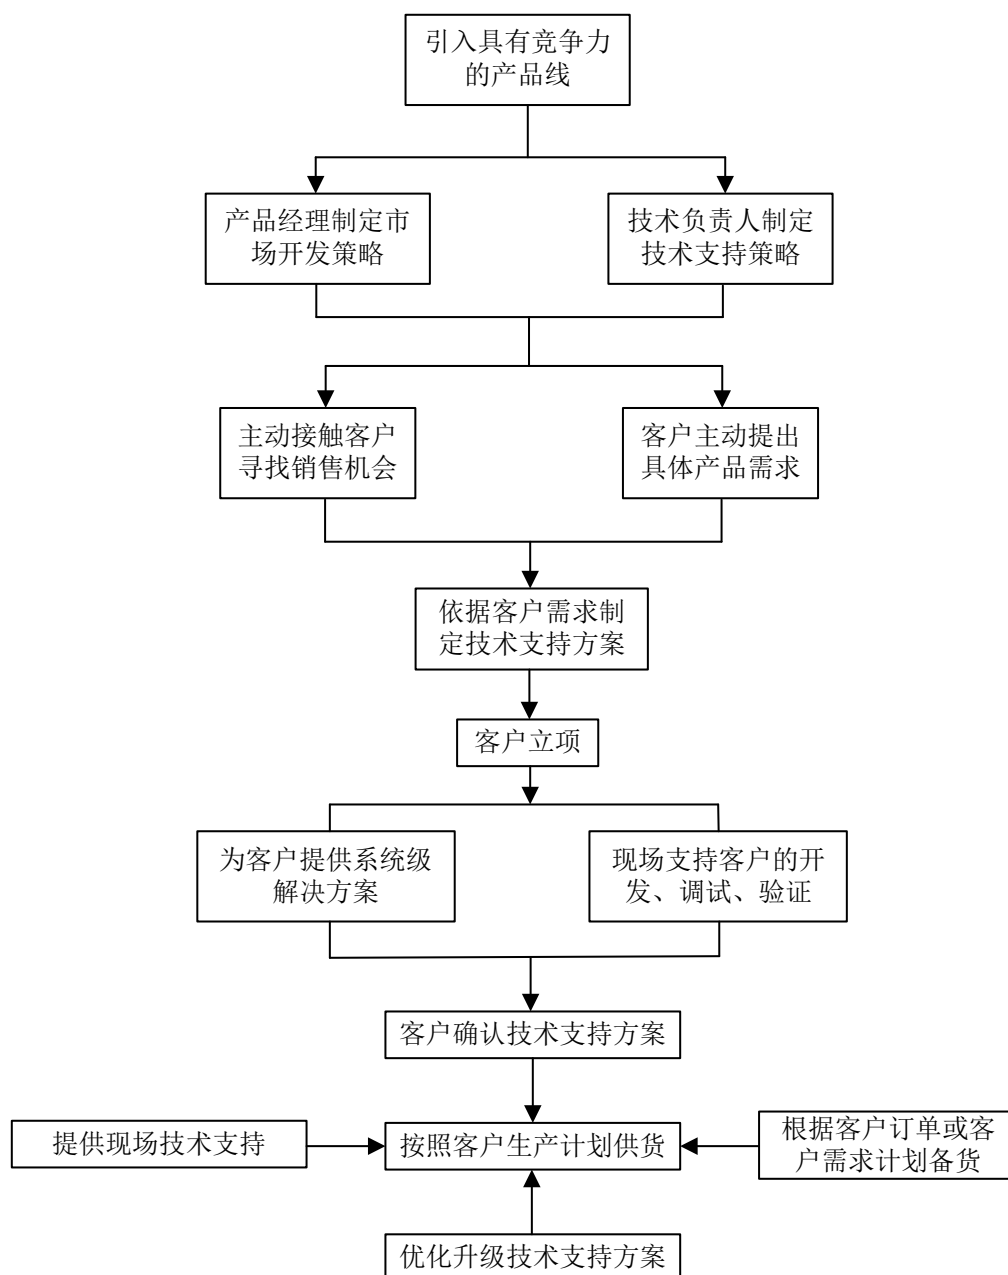 引入具有竞争力
的产品线
产品经理制定市
场开发策略
技术负责人制定
技术支持策略
主动接触客户
寻找销售机会
客户主动提出
具体产品需求
依据客户需求制
定技术支持方案
客户立项
为客户提供系统级
解决方案
现场支持客户的开
发、调试、验证
客户确认技术支持方案
提供现场技术支持
按照客户生产计划供货
根据客户订单或客
户需求计划备货
优化升级技术支持方案